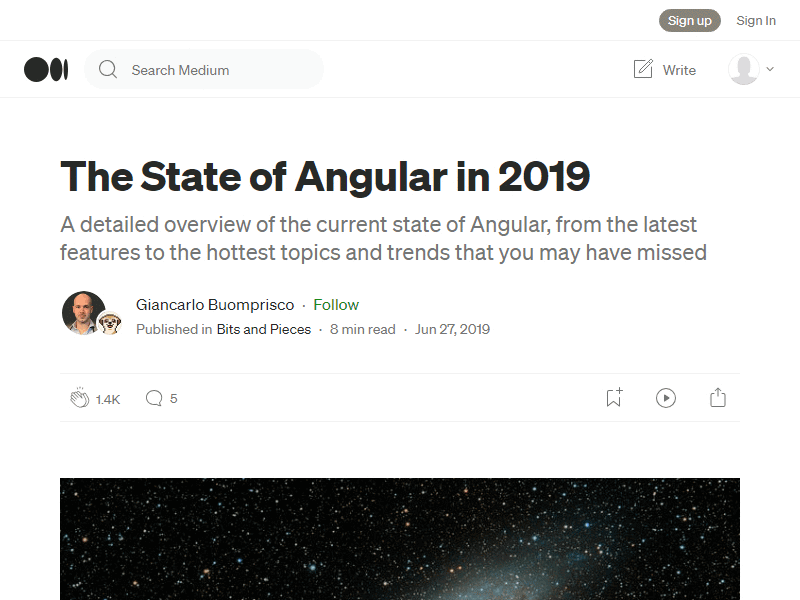 Sign up Sign In
Search Medium Write
The State of Angular in 2019
A detailed overview of the current state of Angular, from the latest
features to the hottest topics and trends that you may have missed
Giancarlo Buomprisco · Follow
Published in Bits and Pieces · 8 min read · Jun 27, 2019
1.4K 5